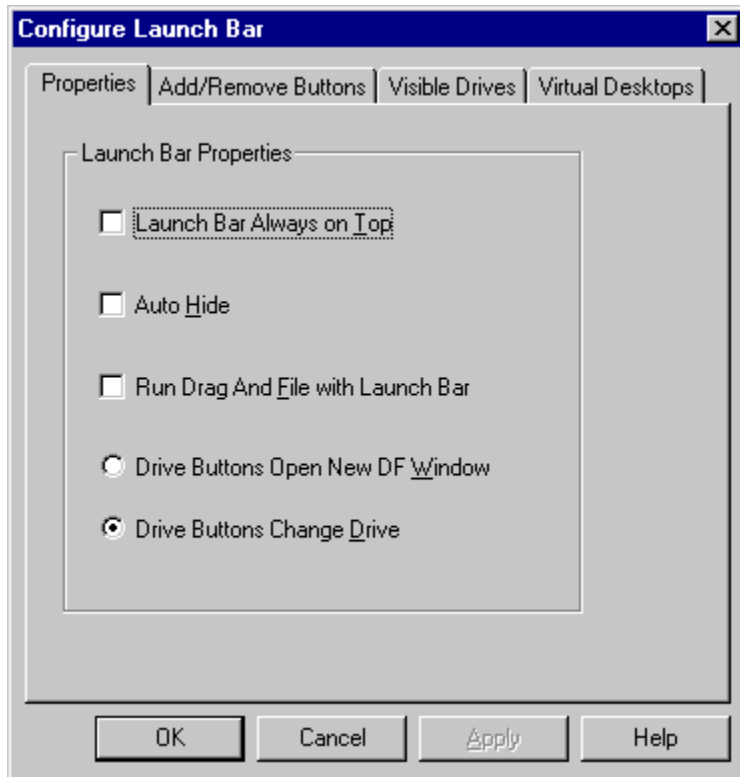 Configure Launch Bar
Properties Add/Remove Buttons Visible Drives Virtual Desktops
Launch Bar Properties
Launch Bar Always on Top
Auto Hide
Run Drag And File with Launch Bar
Drive Buttons Open New DF Window
Drive Buttons Change Drive
OK Cancel Apply Help